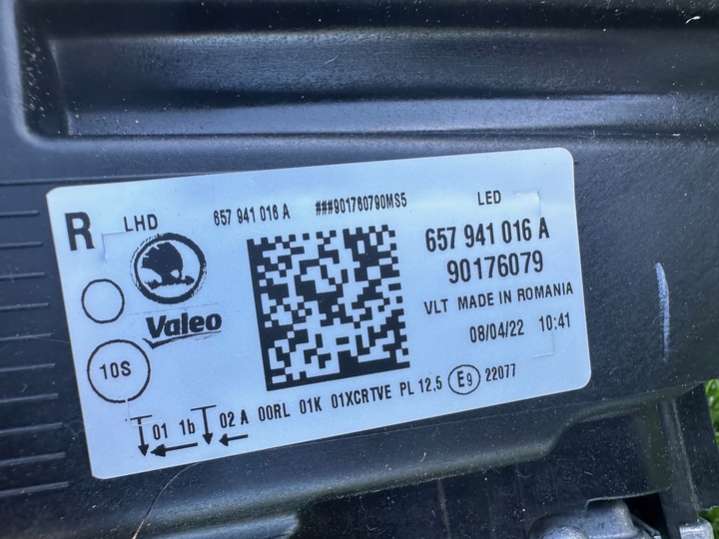 R LHD 657 941 016 A ###901760790MS5 LED
657 941 016 A
90176079
Valeo
VLT MADE IN ROMANIA
08/04/22 10:41
10S
01 1b 02 A 00RL 01K 01XCRTVE PL 12,5 E9 22077